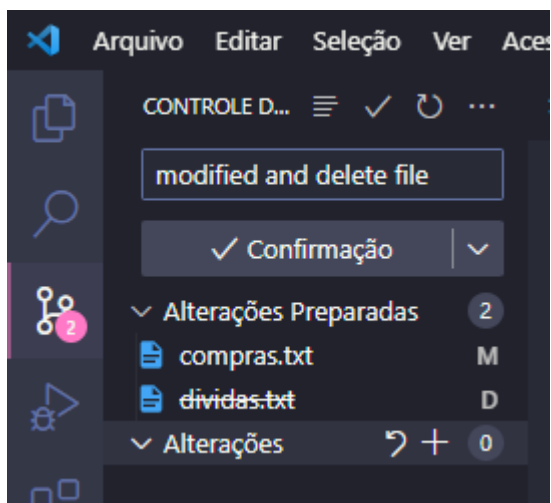 Arquivo Editar Seleção Ver Aces
CONTROLE D...
modified and delete file
Confirmação
Alterações Preparadas 2
2
compras.txt M
dividas.txt D
Alterações 0